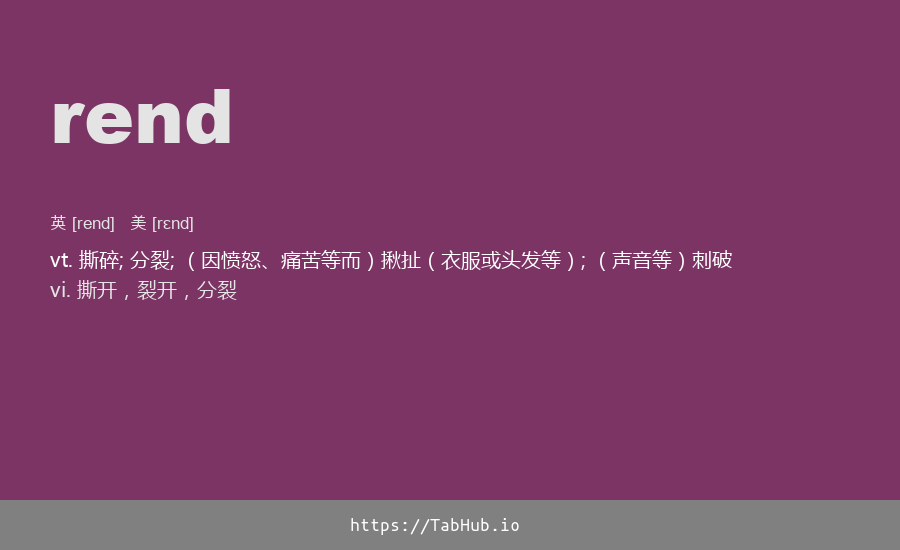 rend
英 [rend] 美 [rɛnd]
vt. 撕碎; 分裂; （因愤怒、痛苦等而）揪扯（衣服或头发等）; （声音等）刺破
vi. 撕开，裂开，分裂
https://TabHub.io